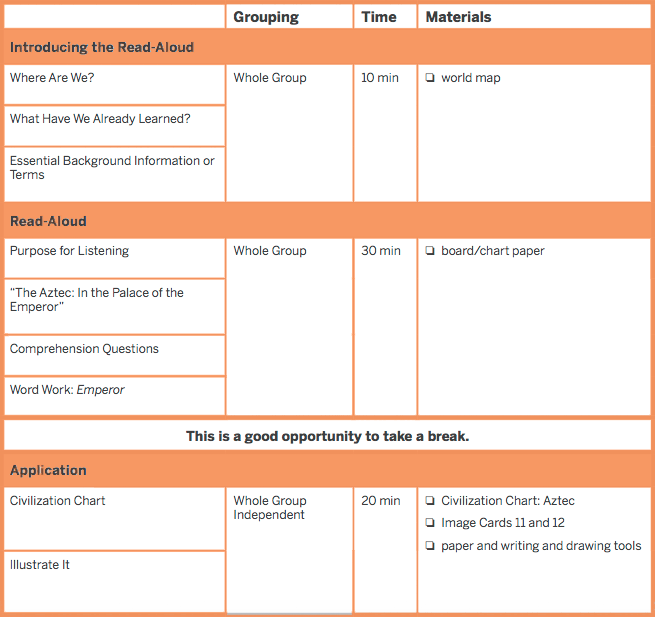 Grouping Time Materials
Introducing the Read-Aloud
Where Are We? Whole Group 10 min ❏ world map
What Have We Already Learned?
Essential Background Information or
Terms
Read-Aloud
Purpose for Listening Whole Group 30 min ❏ board/chart paper
“The Aztec: In the Palace of the
Emperor”
Comprehension Questions
Word Work: Emperor
This is a good opportunity to take a break.
Application
Civilization Chart Whole Group 20 min ❏ Civilization Chart: Aztec
Independent
❏ Image Cards 11 and 12
❏ paper and writing and drawing tools
Illustrate It